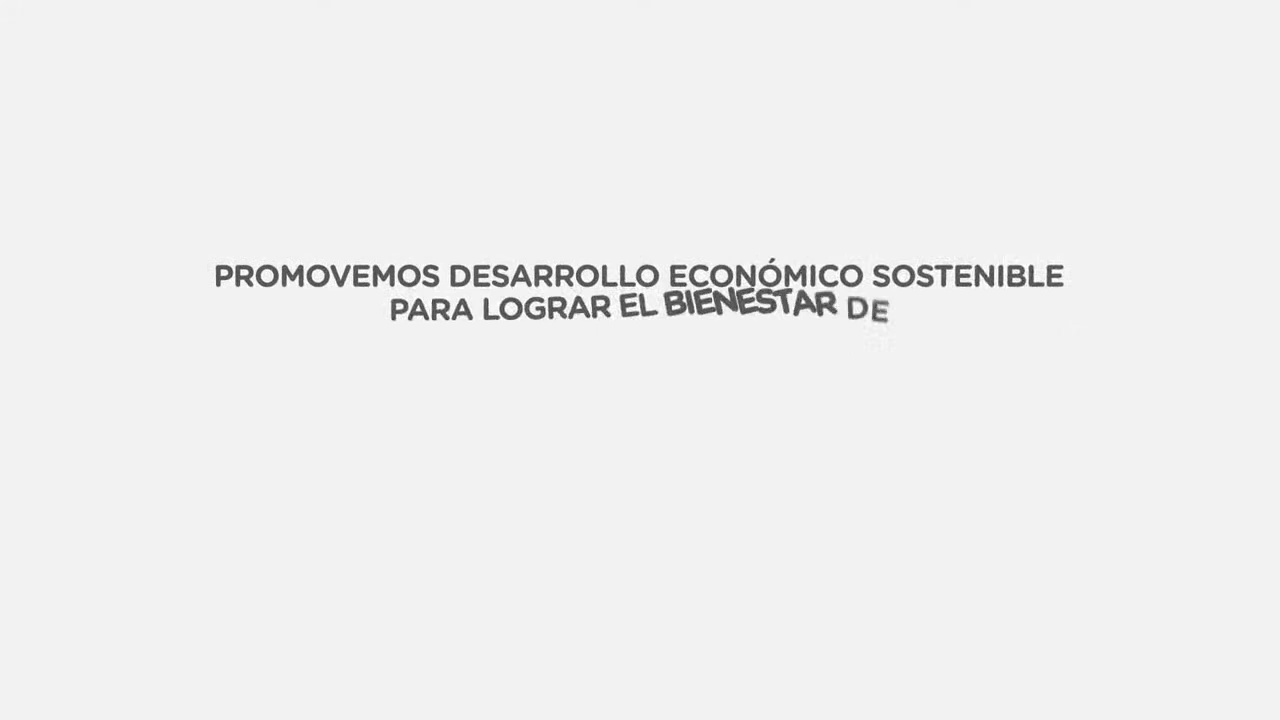 PROMOVEMOS DESARROLLO ECONÓMICO SOSTENIBLE
PARA LOGRAR EL BIENESTAR DE